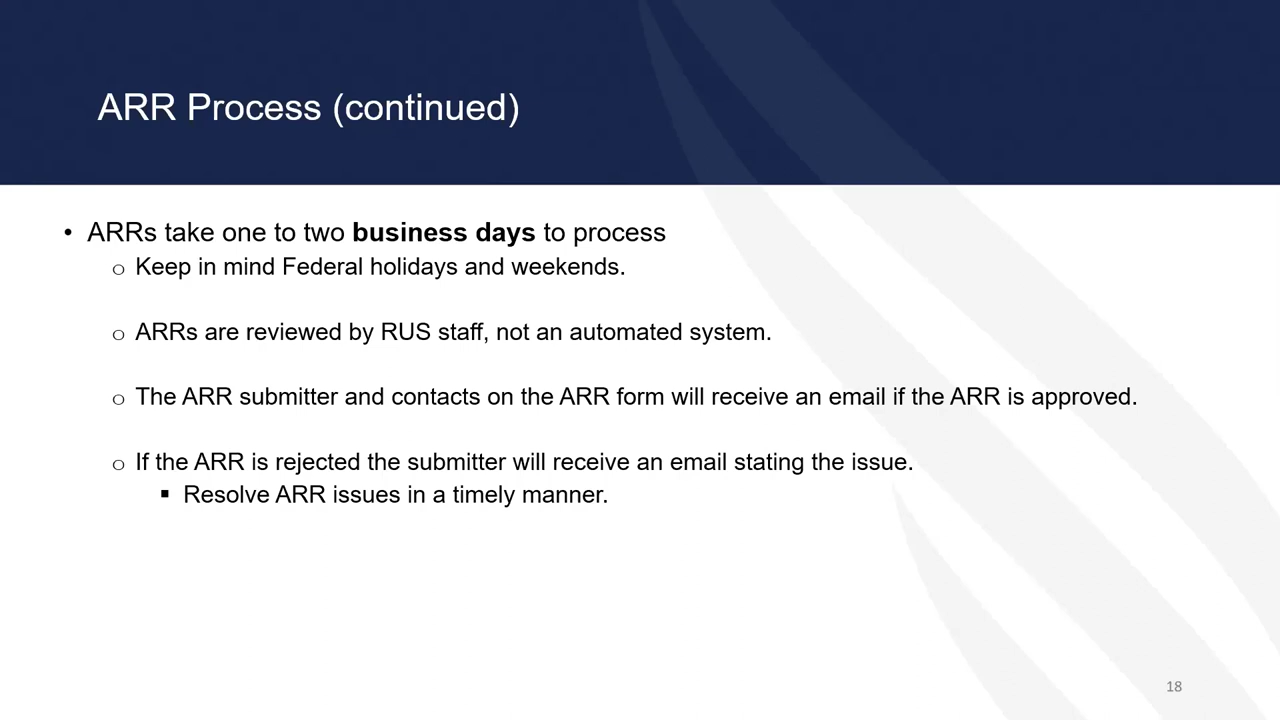 ARR Process (continued)
• ARRs take one to two business days to process
o Keep in mind Federal holidays and weekends.
o ARRs are reviewed by RUS staff, not an automated system.
o The ARR submitter and contacts on the ARR form will receive an email if the ARR is approved.
o If the ARR is rejected the submitter will receive an email stating the issue.
▪ Resolve ARR issues in a timely manner.
18